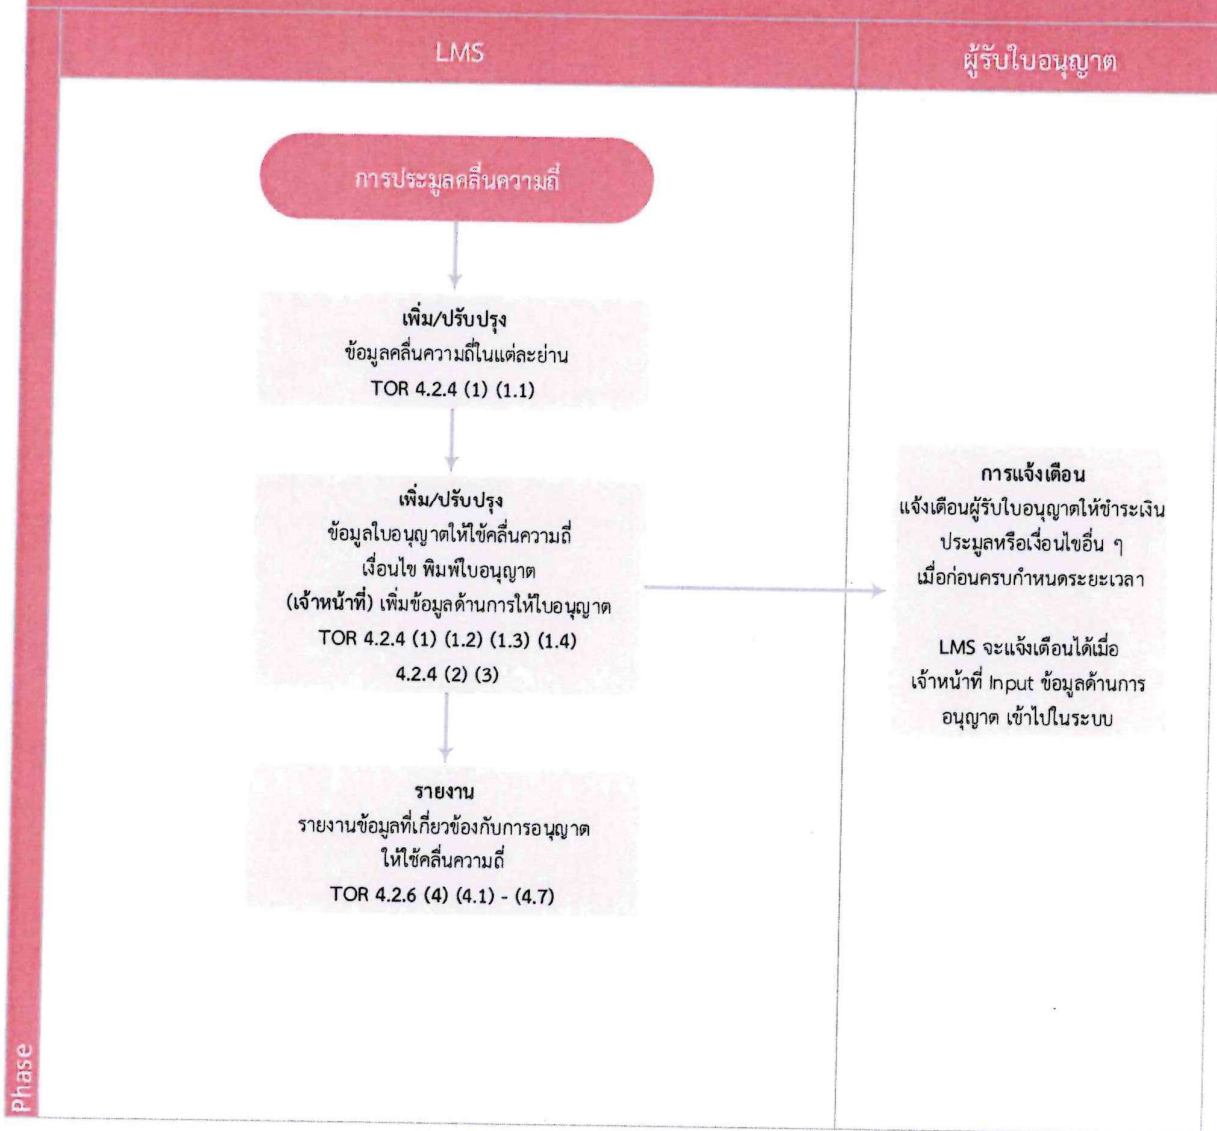 LMS
ผู้รับใบอนุญาต
การประมูลคลื่นความถี่
เพิ่ม/ปรับปรุง
ข้อมูลคลื่นความถี่ในแต่ละย่าน
TOR 4.2.4 (1) (1.1)
เพิ่ม/ปรับปรุง
ข้อมูลใบอนุญาตให้ใช้คลื่นความถี่
เงื่อนไข พิมพ์ใบอนุญาต
(เจ้าหน้าที่) เพิ่มข้อมูลด้านการให้ใบอนุญาต
TOR 4.2.4 (1) (1.2) (1.3) (1.4)
4.2.4 (2) (3)
การแจ้งเตือน
แจ้งเตือนผู้รับใบอนุญาตให้ชำระเงิน
ประมูลหรือเงื่อนไขอื่น ๆ
เมื่อก่อนครบกำหนดระยะเวลา
LMS จะแจ้งเตือนได้เมื่อ
เจ้าหน้าที่ Input ข้อมูลด้านการ
อนุญาต เข้าไปในระบบ
รายงาน
รายงานข้อมูลที่เกี่ยวข้องกับการอนุญาต
ให้ใช้คลื่นความถี่
TOR 4.2.6 (4) (4.1) - (4.7)
Phase